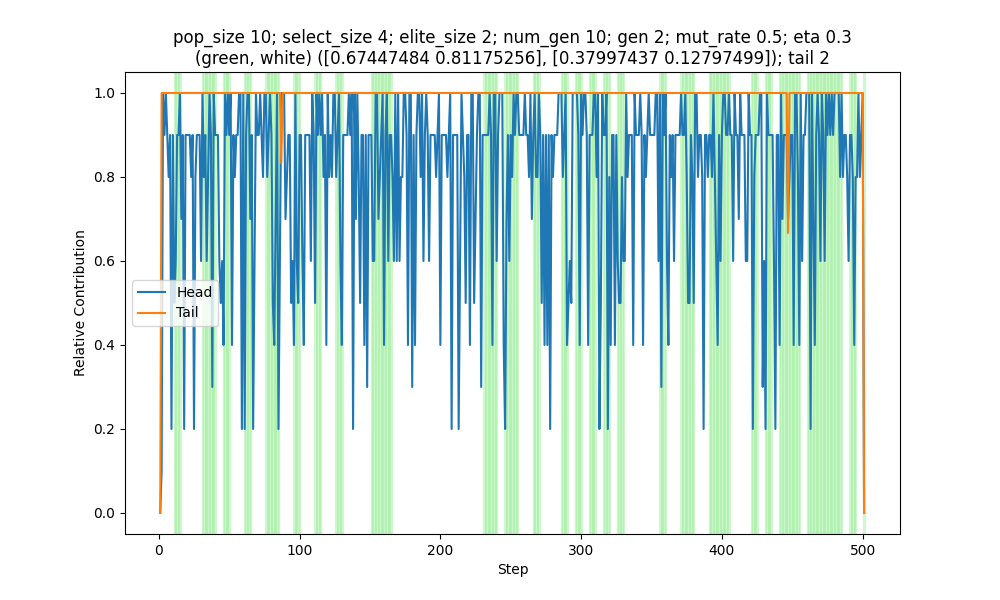 pop_size 10; select_size 4; elite_size 2; num_gen 10; gen 2; mut_rate 0.5; eta 0.3
(green, white) ([0.67447484 0.81175256], [0.37997437 0.12797499]); tail 2
1.0
0.8
0.6
0.4
0.2
0.0
Relative Contribution
Head
Tail
0
100
200
300
400
500
Step